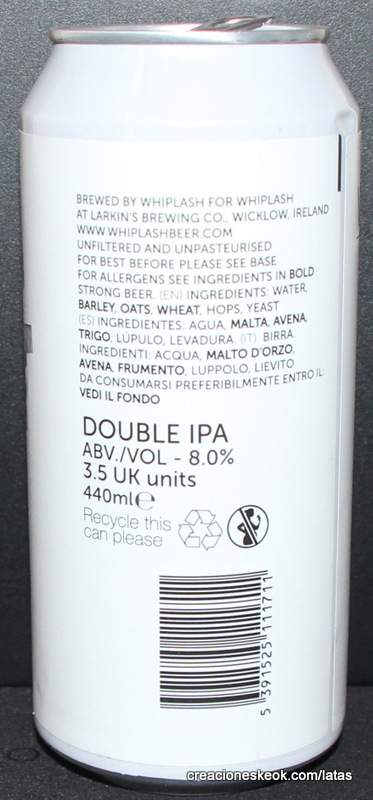 BREWED BY WHIPLASH FOR WHIPLASH
AT LARKIN'S BREWING CO., WICKLOW, IRELAND
WWW.WHIPLASHBEER.COM
UNFILTERED AND UNPASTEURISED
FOR BEST BEFORE PLEASE SEE BASE
FOR ALLERGENS SEE INGREDIENTS IN BOLD
STRONG BEER. (EN) INGREDIENTS: WATER,
BARLEY, OATS, WHEAT, HOPS, YEAST
(ES) INGREDIENTES: AGUA, MALTA, AVENA,
TRIGO, LÚPULO, LEVADURA. (IT) BIRRA.
INGREDIENTI: ACQUA, MALTO D'ORZO,
AVENA, FRUMENTO, LUPPOLO, LIEVITO
DA CONSUMARSI PREFERIBILMENTE ENTRO IL:
VEDI IL FONDO
DOUBLE IPA
ABV./VOL - 8.0%
3.5 UK units
440ml℮
Recycle this
can please
5 391525 111711
creacioneskeok.com/latas